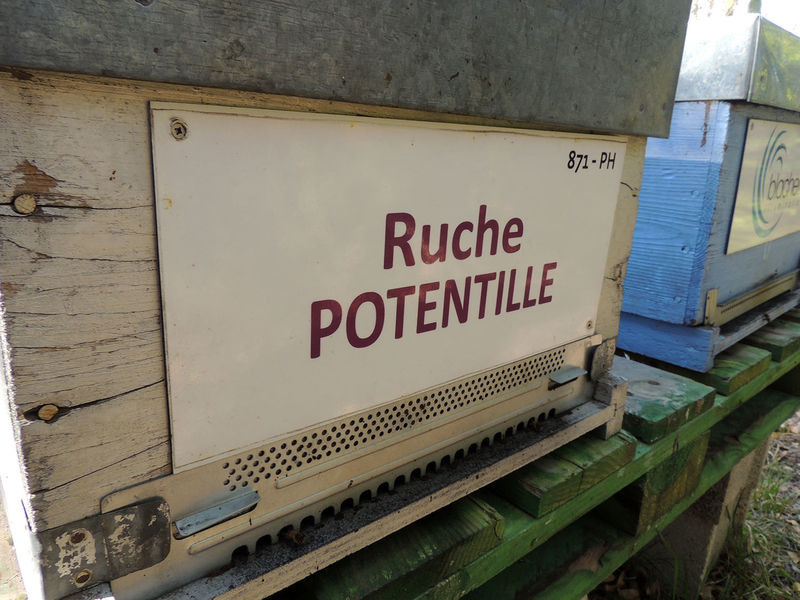 871 - PH
Ruche
POTENTILLE